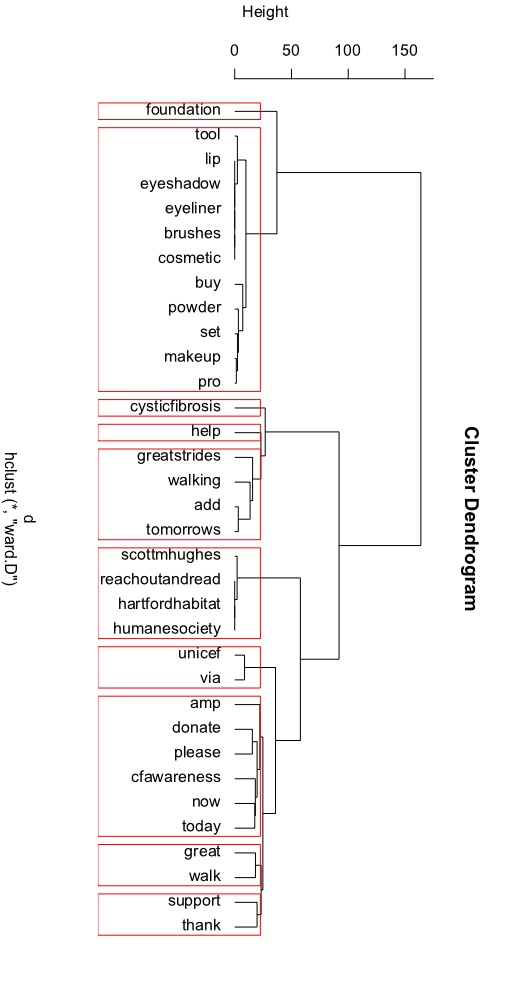 Height
0 50 100 150
foundation
tool
lip
eyeshadow
eyeliner
brushes
cosmetic
buy
powder
set
makeup
pro
cysticfibrosis
help
greatstrides
walking
add
tomorrows
scottmhughes
reachoutandread
hartfordhabitat
humanesociety
unicef
via
amp
donate
please
cfawareness
now
today
great
walk
support
thank
Cluster Dendrogram
d
hclust (*, "ward.D")